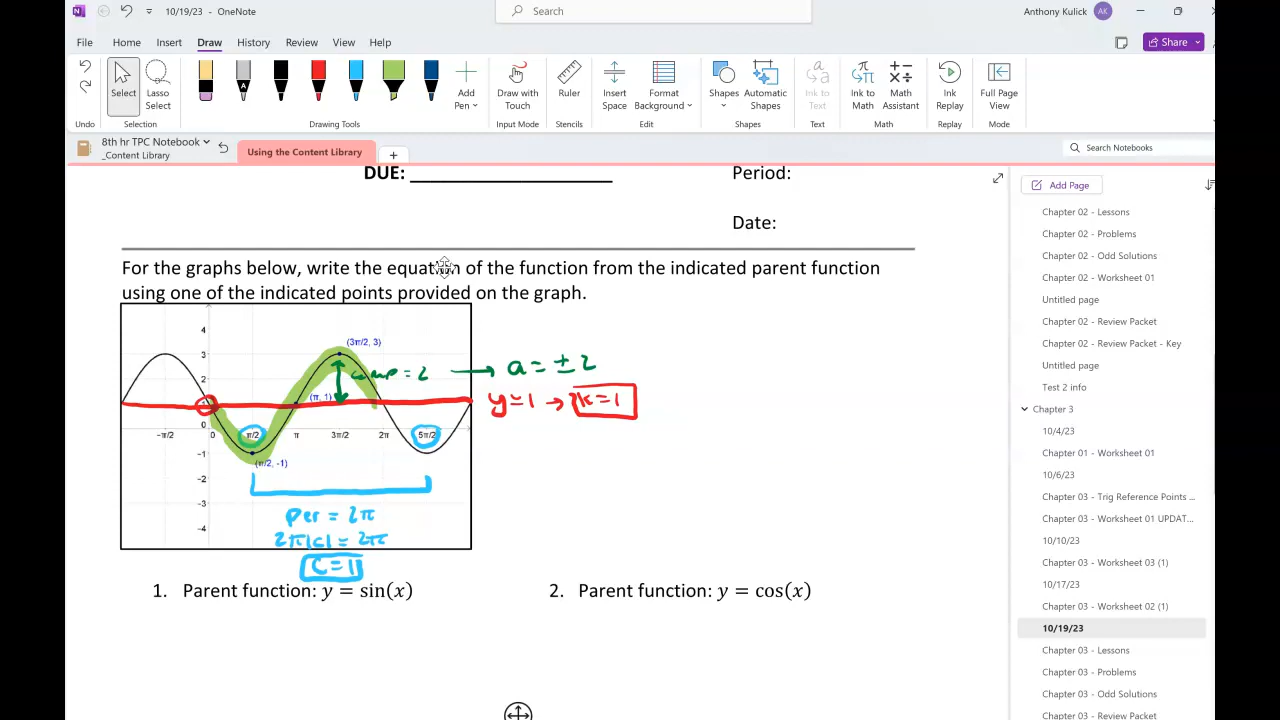 10/19/23 - OneNote
Search
Anthony Kulick AK
File Home Insert Draw History Review View Help
Share
Select
Lasso Select
Add Pen
Draw with Touch
Ruler
Insert Space
Format Background
Shapes
Automatic Shapes
Ink to Text
Ink to Math
Math Assistant
Ink Replay
Full Page View
Undo Selection Drawing Tools Input Mode Stencils Edit Shapes Text Math Replay Mode
8th hr TPC Notebook
_Content Library
Using the Content Library
+
Search Notebooks
DUE: ____________________
Period:
Date:
For the graphs below, write the equation of the function from the indicated parent function
using one of the indicated points provided on the graph.
4
3
2
1
0
-1
-2
-3
-4
-π/2 0 π/2 π 3π/2 2π 5π/2
(3π/2, 3)
(π, 1)
(π/2, -1)
amp = 2 → a = ±2
y = 1 → k = 1
per = 2π
2π|c| = 2π
c = 1
1. Parent function: y = sin(x)
2. Parent function: y = cos(x)
Add Page
Chapter 02 - Lessons
Chapter 02 - Problems
Chapter 02 - Odd Solutions
Chapter 02 - Worksheet 01
Untitled page
Chapter 02 - Review Packet
Chapter 02 - Review Packet - Key
Untitled page
Test 2 info
Chapter 3
10/4/23
Chapter 01 - Worksheet 01
10/6/23
Chapter 03 - Trig Reference Points ...
Chapter 03 - Worksheet 01 UPDAT...
10/10/23
Chapter 03 - Worksheet 03 (1)
10/17/23
Chapter 03 - Worksheet 02 (1)
10/19/23
Chapter 03 - Lessons
Chapter 03 - Problems
Chapter 03 - Odd Solutions
Chapter 03 - Review Packet